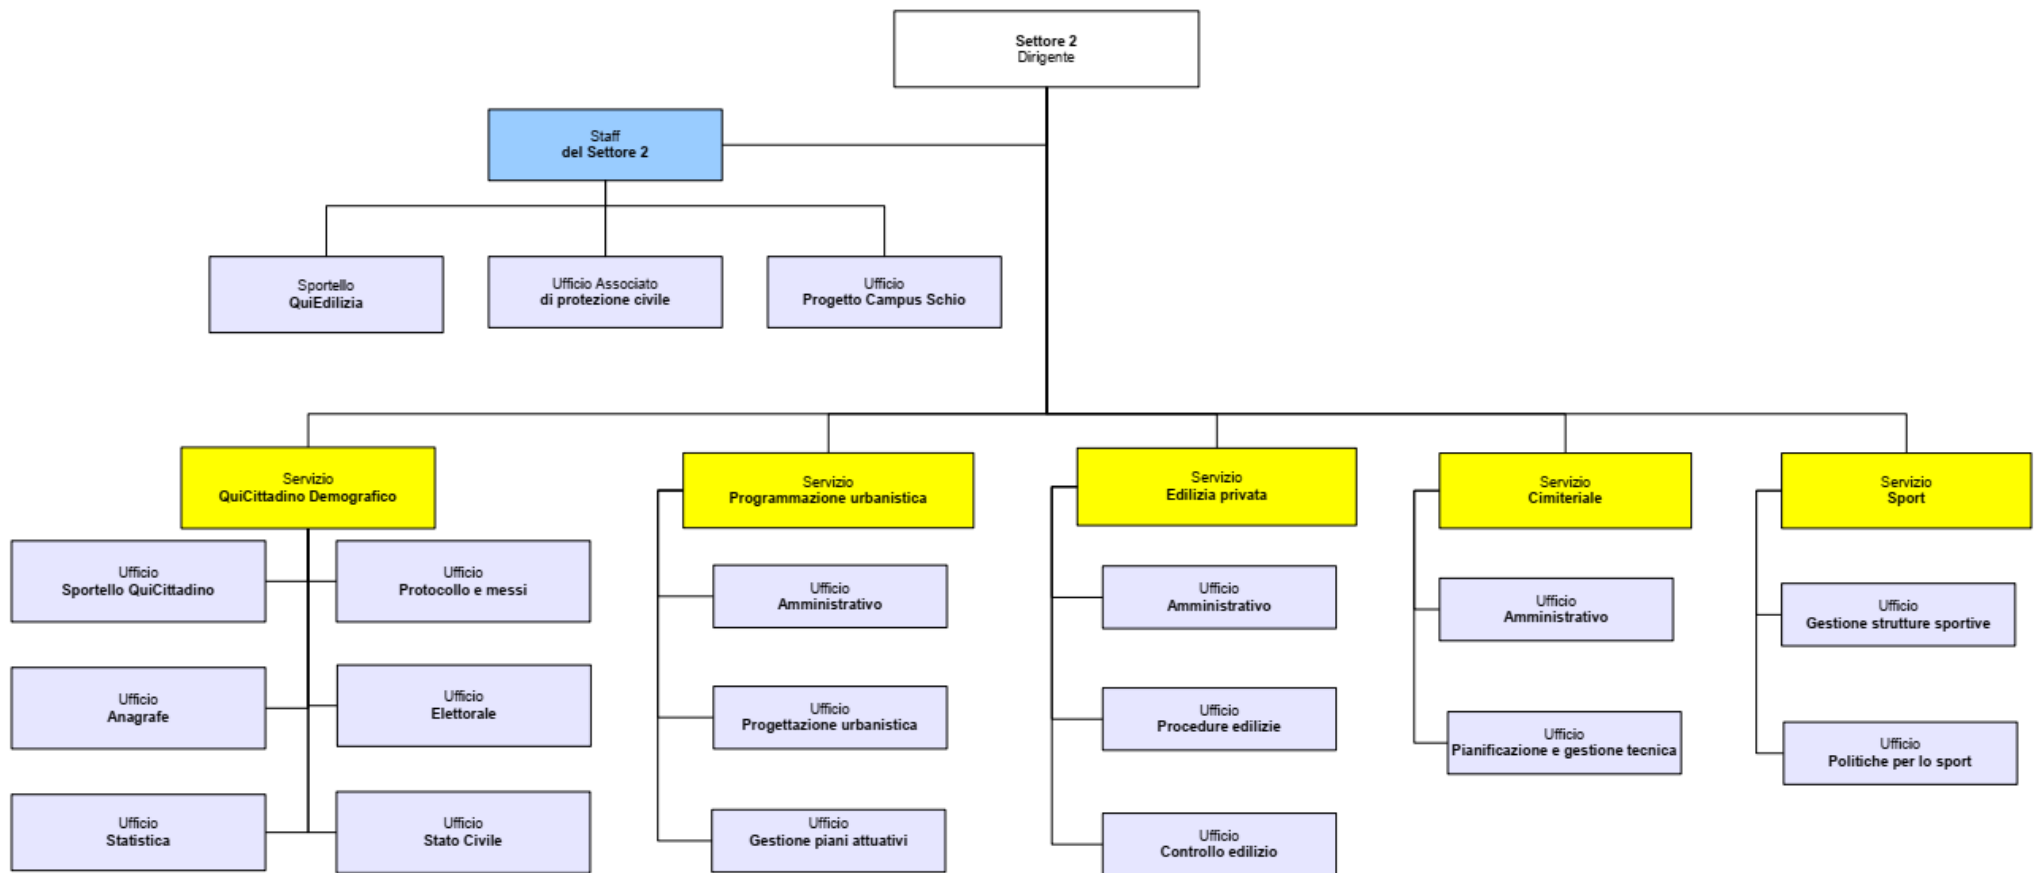 Settore 2
Dirigente
Staff
del Settore 2
Sportello
QuiEdilizia
Ufficio Associato
di protezione civile
Ufficio
Progetto Campus Schio
Servizio
QuiCittadino Demografico
Servizio
Programmazione urbanistica
Servizio
Edilizia privata
Servizio
Cimiteriale
Servizio
Sport
Ufficio
Sportello QuiCittadino
Ufficio
Protocollo e messi
Ufficio
Amministrativo
Ufficio
Amministrativo
Ufficio
Amministrativo
Ufficio
Gestione strutture sportive
Ufficio
Anagrafe
Ufficio
Elettorale
Ufficio
Progettazione urbanistica
Ufficio
Procedure edilizie
Ufficio
Pianificazione e gestione tecnica
Ufficio
Politiche per lo sport
Ufficio
Statistica
Ufficio
Stato Civile
Ufficio
Gestione piani attuativi
Ufficio
Controllo edilizio